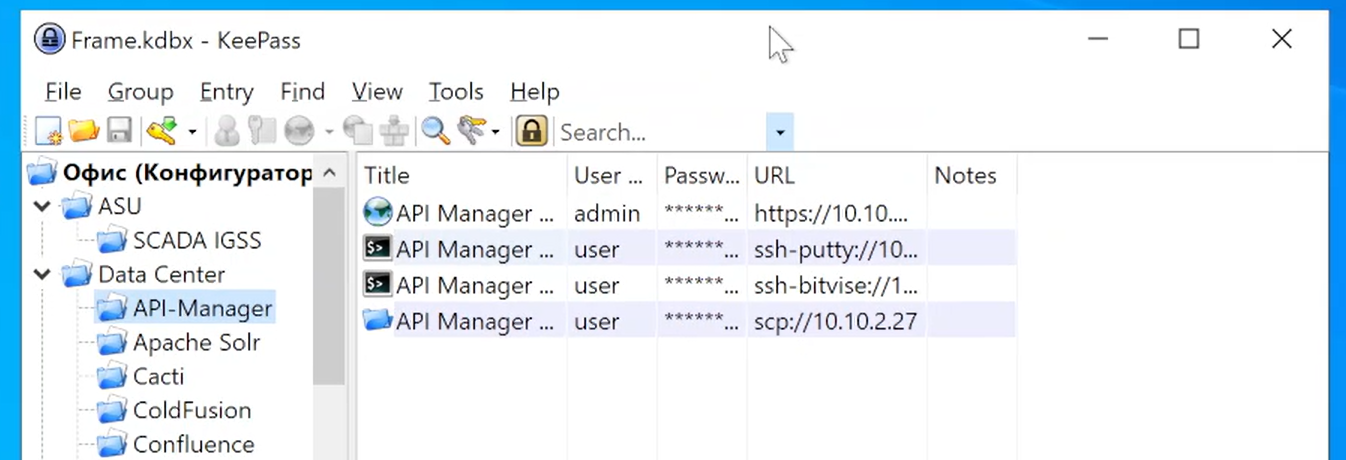 Frame.kdbx - KeePass
File Group Entry Find View Tools Help
Search...
Офис (Конфигуратор
ASU
SCADA IGSS
Data Center
API-Manager
Apache Solr
Cacti
ColdFusion
Confluence
Title User ... Passw... URL Notes
API Manager ... admin ******... https://10.10....
API Manager ... user ******... ssh-putty://10...
API Manager ... user ******... ssh-bitvise://1...
API Manager ... user ******... scp://10.10.2.27